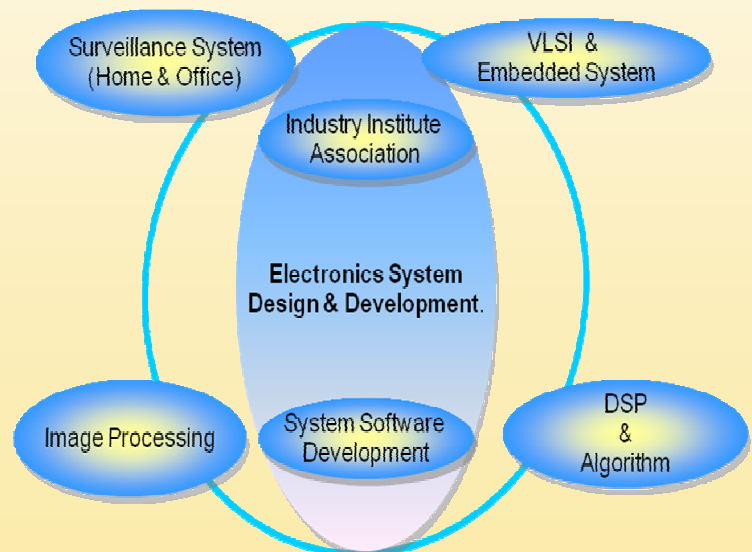 Surveillance System
(Home & Office)
VLSI &
Embedded System
Industry Institute
Association
Electronics System
Design & Development.
Image Processing
System Software
Development
DSP
&
Algorithm